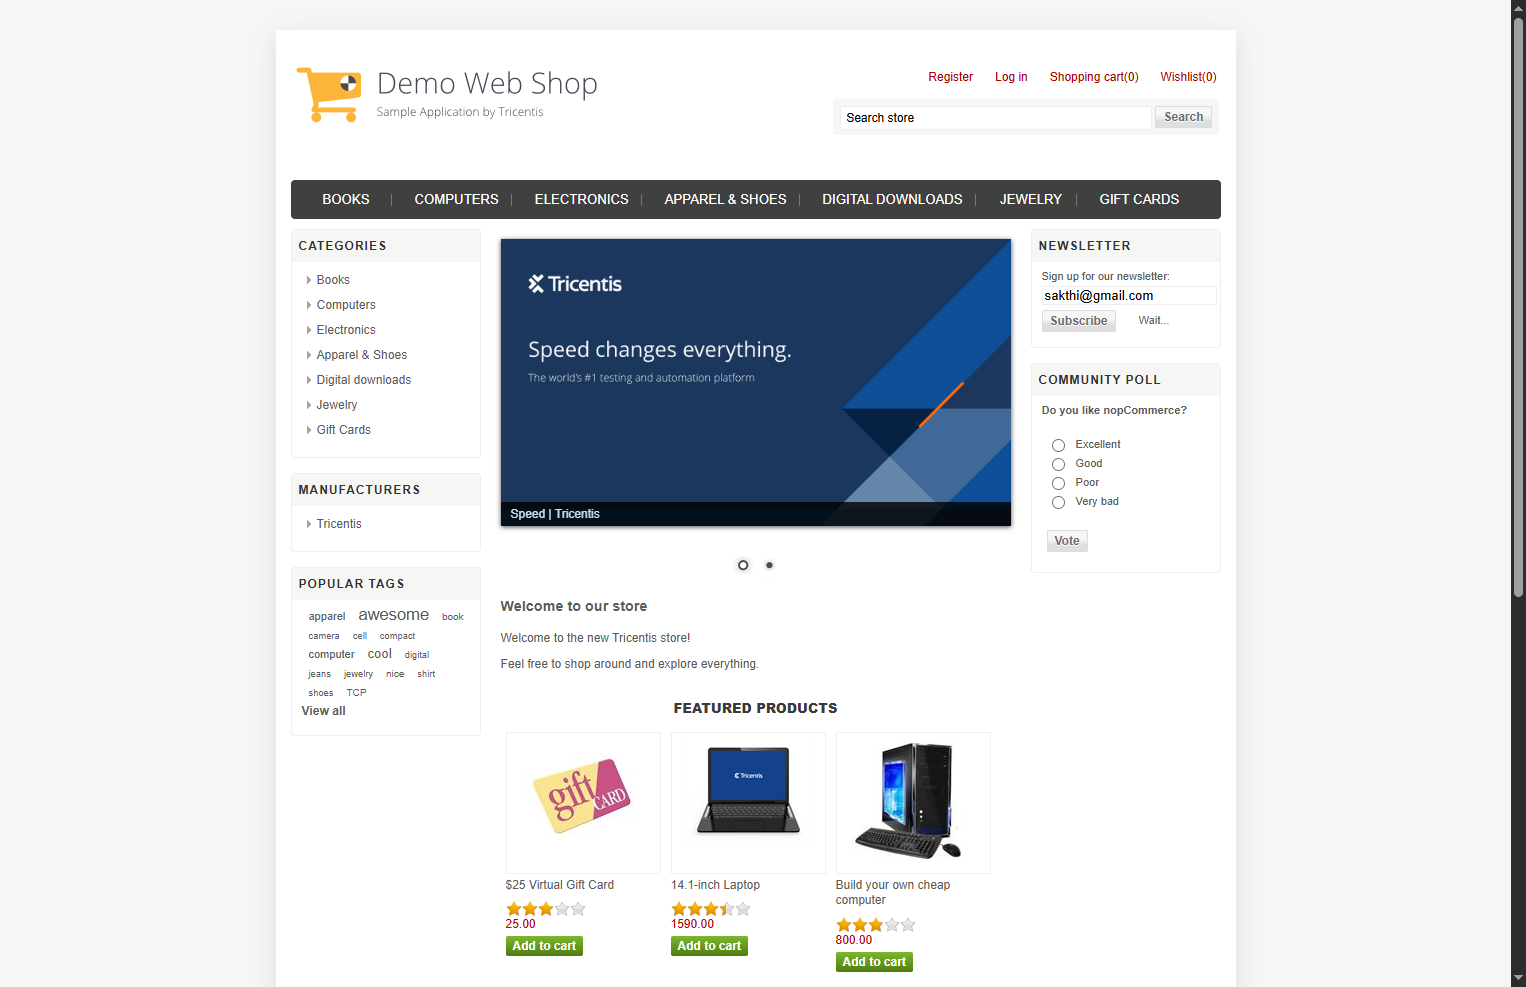 Demo Web Shop
Sample Application by Tricentis
Register Log in Shopping cart(0) Wishlist(0)
Search store Search
BOOKS COMPUTERS ELECTRONICS APPAREL & SHOES DIGITAL DOWNLOADS JEWELRY GIFT CARDS
CATEGORIES
Books
Computers
Electronics
Apparel & Shoes
Digital downloads
Jewelry
Gift Cards
MANUFACTURERS
Tricentis
POPULAR TAGS
apparel awesome book
camera cell compact
computer cool digital
jeans jewelry nice shirt
shoes TCP
View all
Tricentis
Speed changes everything.
The world's #1 testing and automation platform
Speed | Tricentis
Welcome to our store
Welcome to the new Tricentis store!
Feel free to shop around and explore everything.
FEATURED PRODUCTS
gift CARD
$25 Virtual Gift Card
25.00
Add to cart
Tricentis
14.1-inch Laptop
1590.00
Add to cart
Build your own cheap
computer
800.00
Add to cart
NEWSLETTER
Sign up for our newsletter:
sakthi@gmail.com
Subscribe Wait...
COMMUNITY POLL
Do you like nopCommerce?
Excellent
Good
Poor
Very bad
Vote